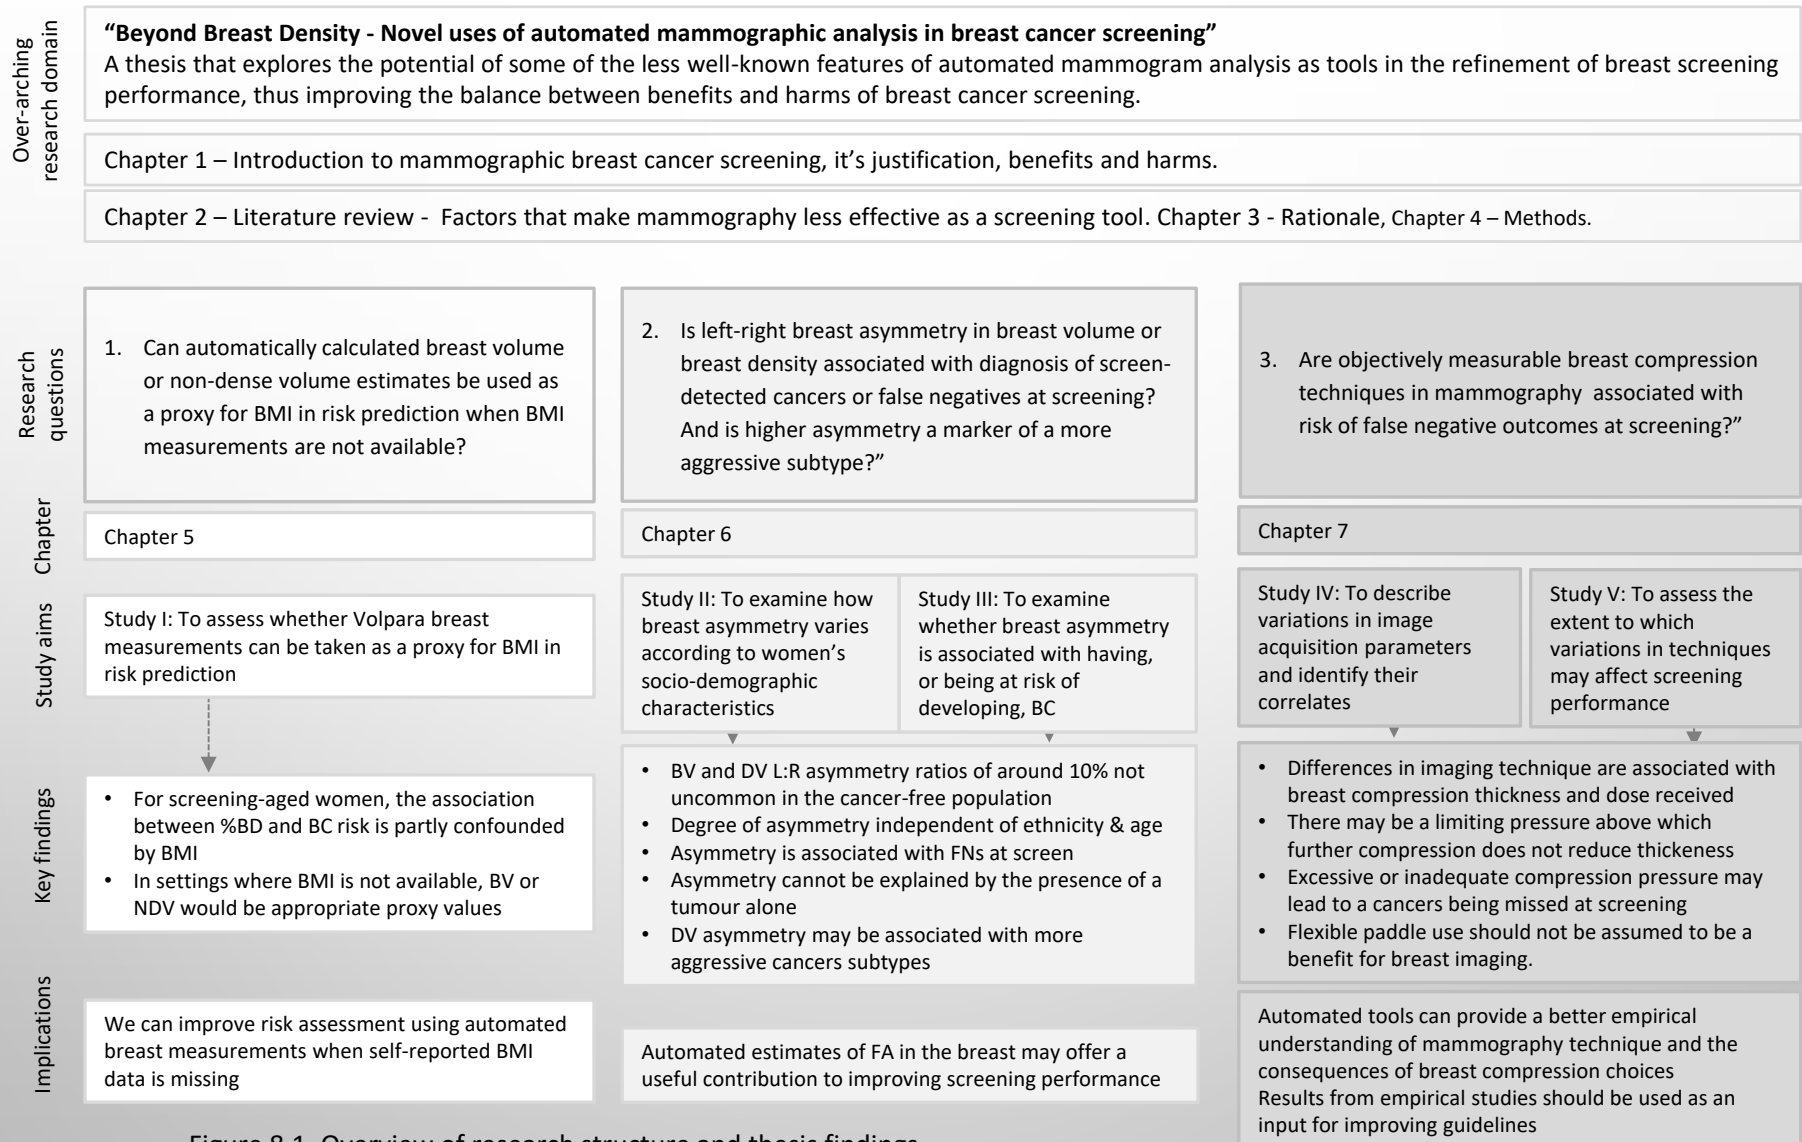 Over-arching
research domain
“Beyond Breast Density - Novel uses of automated mammographic analysis in breast cancer screening”
A thesis that explores the potential of some of the less well-known features of automated mammogram analysis as tools in the refinement of breast screening
performance, thus improving the balance between benefits and harms of breast cancer screening.
Chapter 1 – Introduction to mammographic breast cancer screening, it’s justification, benefits and harms.
Chapter 2 – Literature review - Factors that make mammography less effective as a screening tool. Chapter 3 - Rationale, Chapter 4 – Methods.
Research
questions
1. Can automatically calculated breast volume
or non-dense volume estimates be used as
a proxy for BMI in risk prediction when BMI
measurements are not available?
2. Is left-right breast asymmetry in breast volume or
breast density associated with diagnosis of screen-
detected cancers or false negatives at screening?
And is higher asymmetry a marker of a more
aggressive subtype?”
3. Are objectively measurable breast compression
techniques in mammography associated with
risk of false negative outcomes at screening?”
Chapter
Chapter 5
Chapter 6
Chapter 7
Study aims
Study I: To assess whether Volpara breast
measurements can be taken as a proxy for BMI in
risk prediction
Study II: To examine how
breast asymmetry varies
according to women’s
socio-demographic
characteristics
Study III: To examine
whether breast asymmetry
is associated with having,
or being at risk of
developing, BC
Study IV: To describe
variations in image
acquisition parameters
and identify their
correlates
Study V: To assess the
extent to which
variations in techniques
may affect screening
performance
Key findings
• For screening-aged women, the association
between %BD and BC risk is partly confounded
by BMI
• In settings where BMI is not available, BV or
NDV would be appropriate proxy values
• BV and DV L:R asymmetry ratios of around 10% not
uncommon in the cancer-free population
• Degree of asymmetry independent of ethnicity & age
• Asymmetry is associated with FNs at screen
• Asymmetry cannot be explained by the presence of a
tumour alone
• DV asymmetry may be associated with more
aggressive cancers subtypes
• Differences in imaging technique are associated with
breast compression thickness and dose received
• There may be a limiting pressure above which
further compression does not reduce thickeness
• Excessive or inadequate compression pressure may
lead to a cancers being missed at screening
• Flexible paddle use should not be assumed to be a
benefit for breast imaging.
Implications
We can improve risk assessment using automated
breast measurements when self-reported BMI
data is missing
Automated estimates of FA in the breast may offer a
useful contribution to improving screening performance
Automated tools can provide a better empirical
understanding of mammography technique and the
consequences of breast compression choices
Results from empirical studies should be used as an
input for improving guidelines
Figure 8.1. Overview of research structure and thesis findings